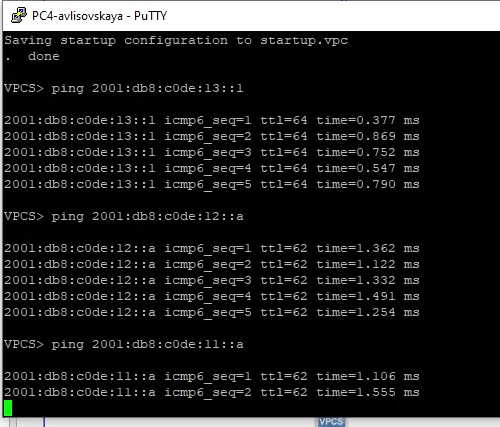 PC4-avlisovskaya - PuTTY
Saving startup configuration to startup.vpc
.  done
VPCS> ping 2001:db8:c0de:13::1
2001:db8:c0de:13::1 icmp6_seq=1 ttl=64 time=0.377 ms
2001:db8:c0de:13::1 icmp6_seq=2 ttl=64 time=0.869 ms
2001:db8:c0de:13::1 icmp6_seq=3 ttl=64 time=0.752 ms
2001:db8:c0de:13::1 icmp6_seq=4 ttl=64 time=0.547 ms
2001:db8:c0de:13::1 icmp6_seq=5 ttl=64 time=0.790 ms
VPCS> ping 2001:db8:c0de:12::a
2001:db8:c0de:12::a icmp6_seq=1 ttl=62 time=1.362 ms
2001:db8:c0de:12::a icmp6_seq=2 ttl=62 time=1.122 ms
2001:db8:c0de:12::a icmp6_seq=3 ttl=62 time=1.332 ms
2001:db8:c0de:12::a icmp6_seq=4 ttl=62 time=1.491 ms
2001:db8:c0de:12::a icmp6_seq=5 ttl=62 time=1.254 ms
VPCS> ping 2001:db8:c0de:11::a
2001:db8:c0de:11::a icmp6_seq=1 ttl=62 time=1.106 ms
2001:db8:c0de:11::a icmp6_seq=2 ttl=62 time=1.555 ms
VPCS